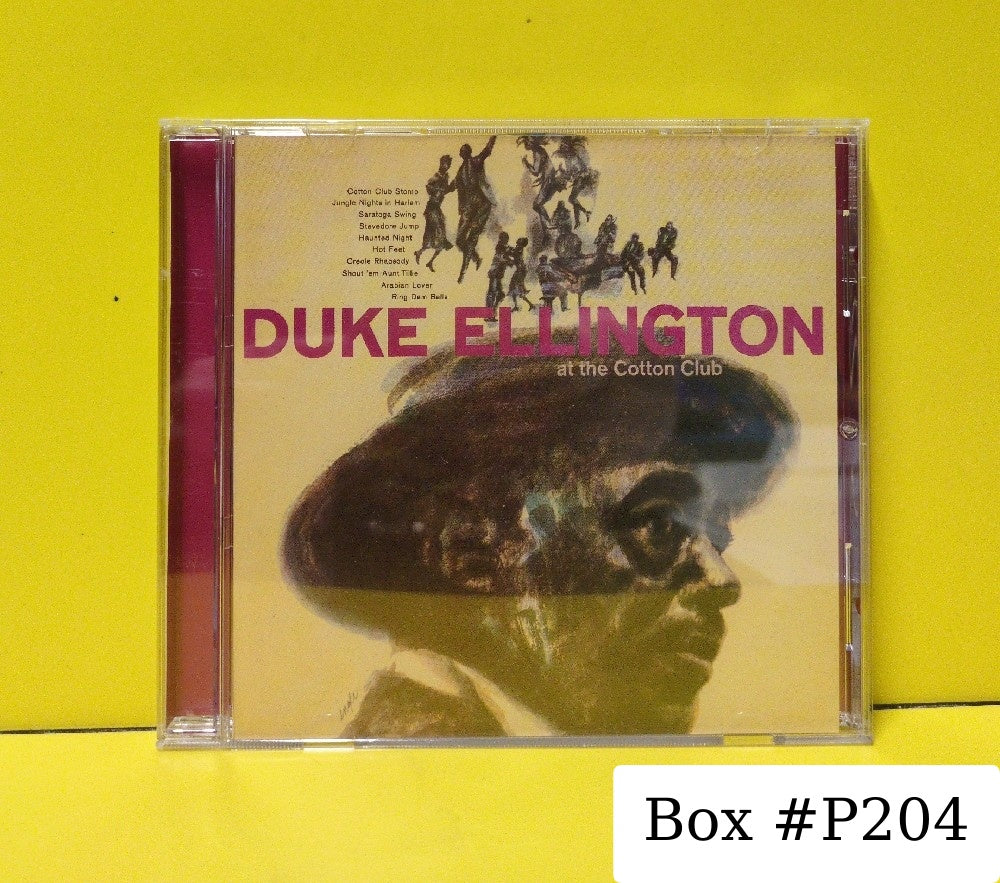 Cotton Club Stomp
Jungle Nights in Harlem
Saratoga Swing
Stevedore Jump
Haunted Night
Hot Feet
Creole Rhapsody
Shout 'em Aunt Tillie
Arabian Lover
Ring Dem Bells
DUKE ELLINGTON
at the Cotton Club
Box #P204